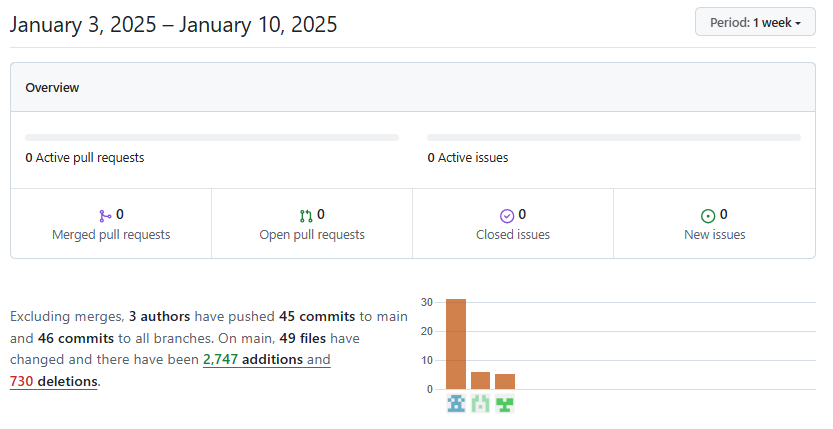 January 3, 2025 – January 10, 2025
Period: 1 week
Overview
0 Active pull requests
0 Active issues
0
Merged pull requests
0
Open pull requests
0
Closed issues
0
New issues
Excluding merges, 3 authors have pushed 45 commits to main
and 46 commits to all branches. On main, 49 files have
changed and there have been 2,747 additions and
730 deletions.
30
20
10
0